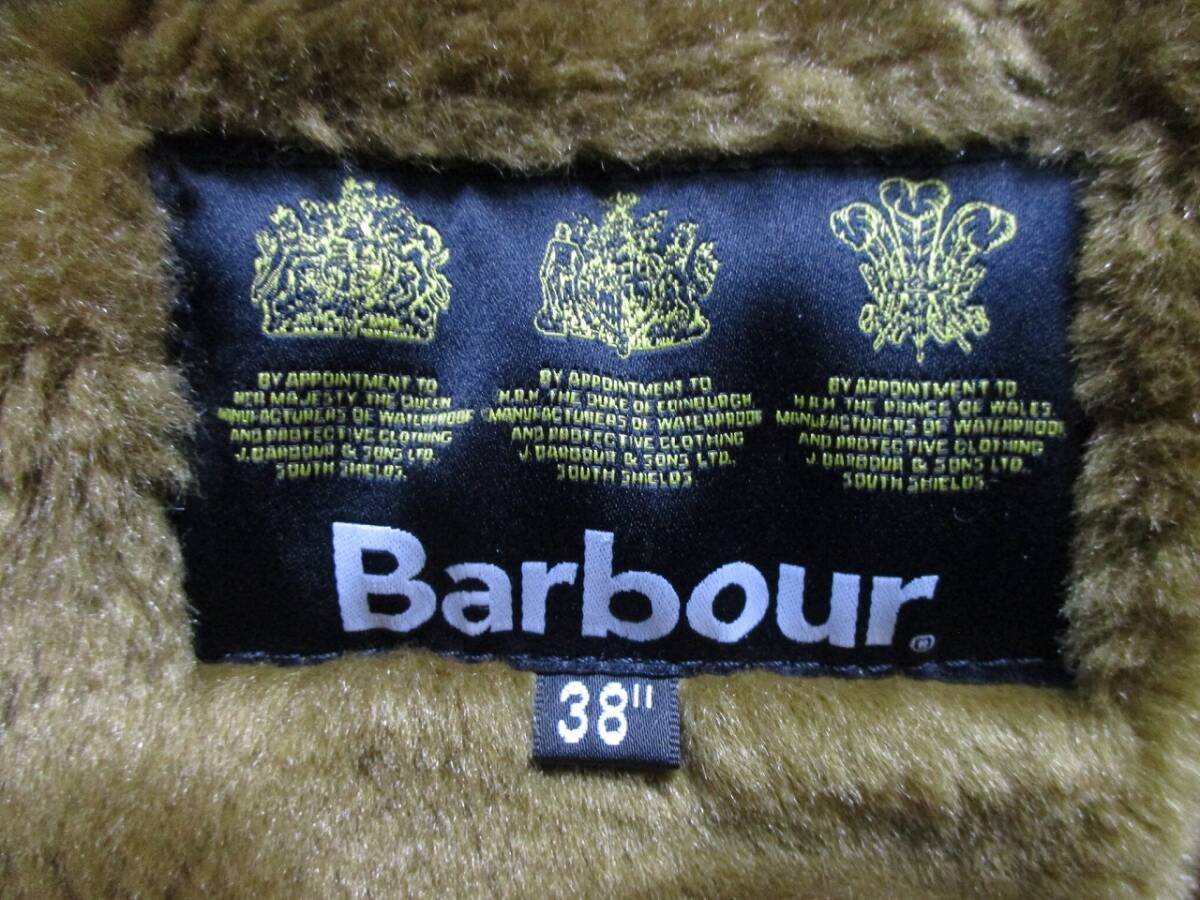 BY APPOINTMENT TO
HER MAJESTY THE QUEEN
MANUFACTURERS OF WATERPROOF
AND PROTECTIVE CLOTHING
J. BARBOUR & SONS LTD.
SOUTH SHIELDS.
BY APPOINTMENT TO
H.R.H. THE DUKE OF EDINBURGH.
MANUFACTURERS OF WATERPROOF
AND PROTECTIVE CLOTHING
J. BARBOUR & SONS LTD.
SOUTH SHIELDS
BY APPOINTMENT TO
H.R.H. THE PRINCE OF WALES.
MANUFACTURERS OF WATERPROOF
AND PROTECTIVE CLOTHING
J. BARBOUR & SONS LTD.
SOUTH SHIELDS.
Barbour®
38"